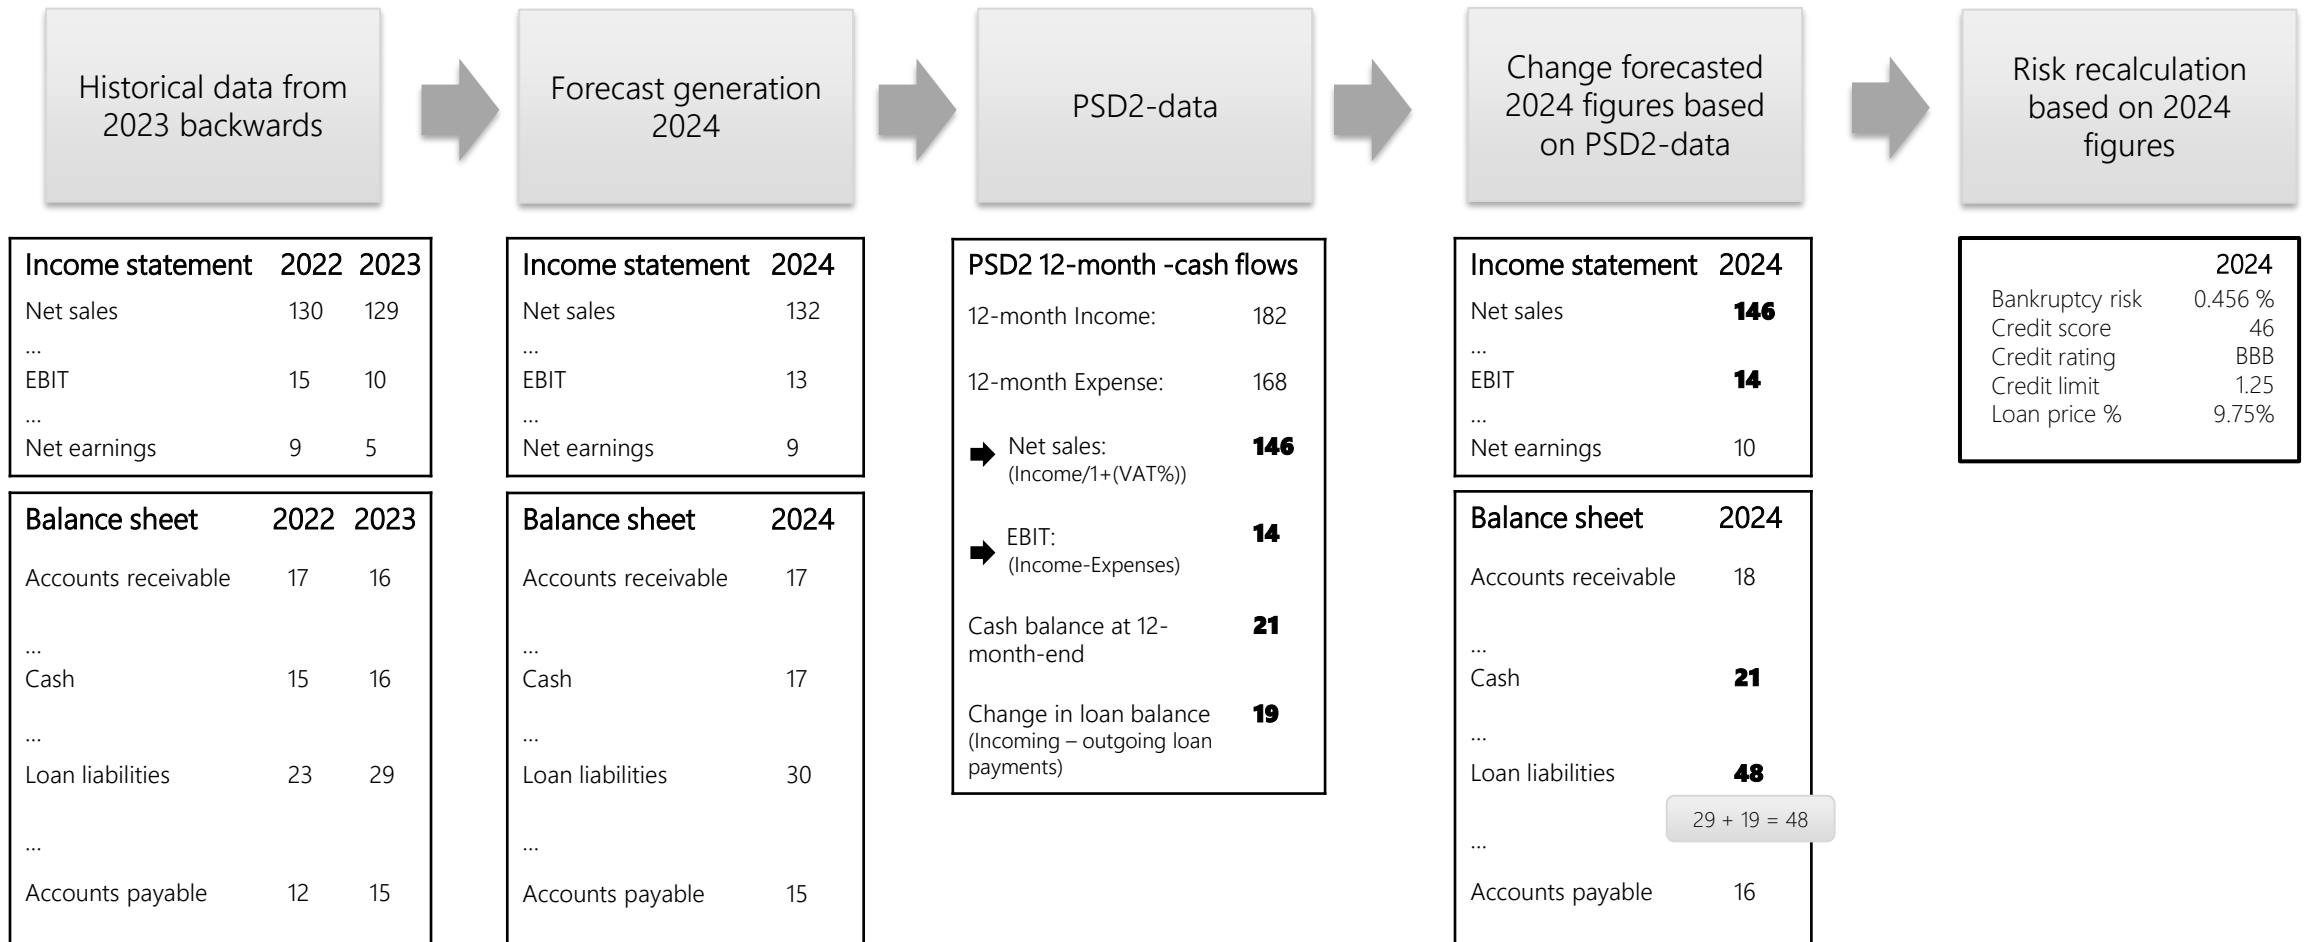 Historical data from
2023 backwards
Forecast generation
2024
PSD2-data
Change forecasted
2024 figures based
on PSD2-data
Risk recalculation
based on 2024
figures
Income statement 2022 2023
Net sales 130 129
...
EBIT 15 10
...
Net earnings 9 5
Balance sheet 2022 2023
Accounts receivable 17 16
...
Cash 15 16
...
Loan liabilities 23 29
...
Accounts payable 12 15
Income statement 2024
Net sales 132
...
EBIT 13
...
Net earnings 9
Balance sheet 2024
Accounts receivable 17
...
Cash 17
...
Loan liabilities 30
...
Accounts payable 15
PSD2 12-month -cash flows
12-month Income: 182
12-month Expense: 168
Net sales: 146
(Income/1+(VAT%))
EBIT: 14
(Income-Expenses)
Cash balance at 12- 21
month-end
Change in loan balance 19
(Incoming – outgoing loan
payments)
Income statement 2024
Net sales 146
...
EBIT 14
...
Net earnings 10
Balance sheet 2024
Accounts receivable 18
...
Cash 21
...
Loan liabilities 48
29 + 19 = 48
...
Accounts payable 16
2024
Bankruptcy risk 0.456 %
Credit score 46
Credit rating BBB
Credit limit 1.25
Loan price % 9.75%